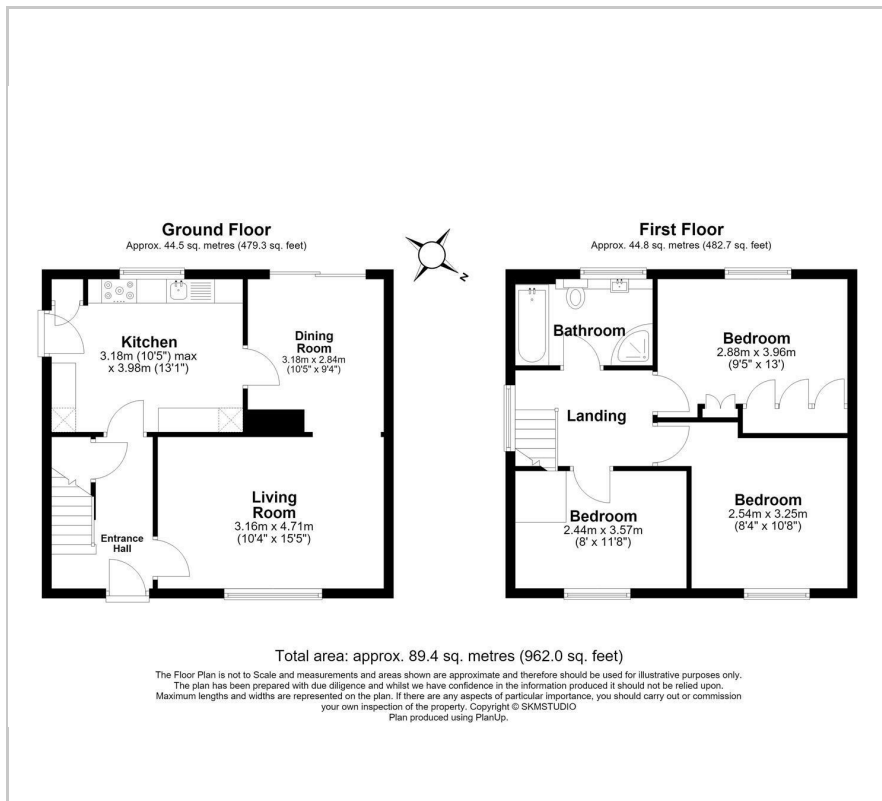 Ground Floor
Approx. 44.5 sq. metres (479.3 sq. feet)
Kitchen
3.18m (10'5") max
x 3.98m (13'1")
Dining
Room
3.18m x 2.84m
(10'5" x 9'4")
Living
Room
3.16m x 4.71m
(10'4" x 15'5")
Entrance
Hall
N
First Floor
Approx. 44.8 sq. metres (482.7 sq. feet)
Bathroom
Bedroom
2.88m x 3.96m
(9'5" x 13')
Landing
Bedroom
2.44m x 3.57m
(8' x 11'8")
Bedroom
2.54m x 3.25m
(8'4" x 10'8")
Total area: approx. 89.4 sq. metres (962.0 sq. feet)
The Floor Plan is not to Scale and measurements and areas shown are approximate and therefore should be used for illustrative purposes only.
The plan has been prepared with due diligence and whilst we have confidence in the information produced it should not be relied upon.
Maximum lengths and widths are represented on the plan. If there are any aspects of particular importance, you should carry out or commission
your own inspection of the property. Copyright © SKMSTUDIO
Plan produced using PlanUp.